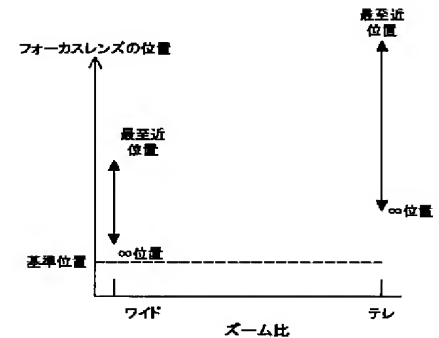 最至近
位置
フォーカスレンズの位置
最至近
位置
∞位置
∞位置
基準位置
ワイド
テレ
ズーム比